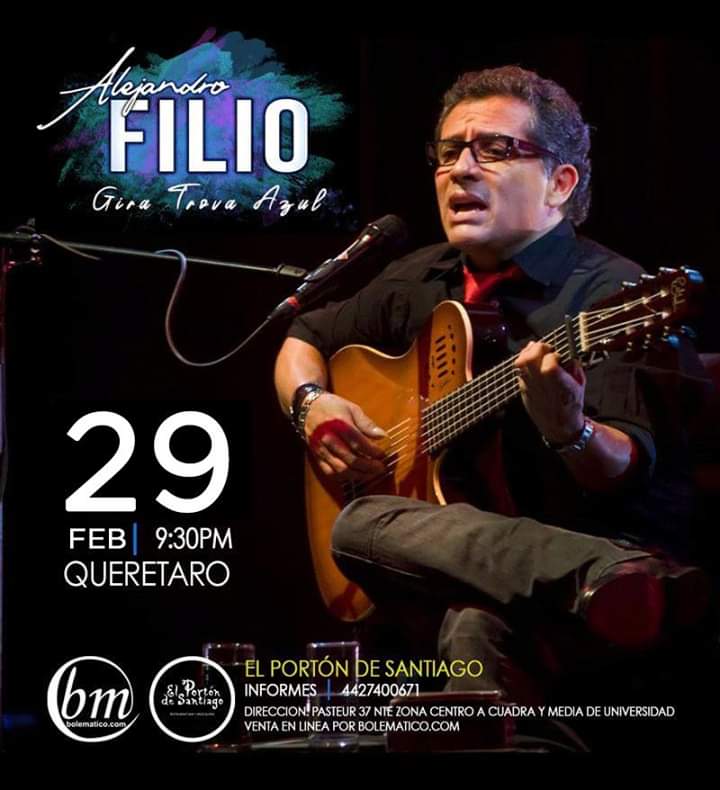 Alejandro
FILIO
Gira Trova Azul
29
FEB | 9:30PM
QUERETARO
bm
bolematico.com
El Portón
de Santiago
EL PORTÓN DE SANTIAGO
INFORMES | 4427400671
DIRECCION: PASTEUR 37 NTE ZONA CENTRO A CUADRA Y MEDIA DE UNIVERSIDAD
VENTA EN LINEA POR BOLEMATICO.COM